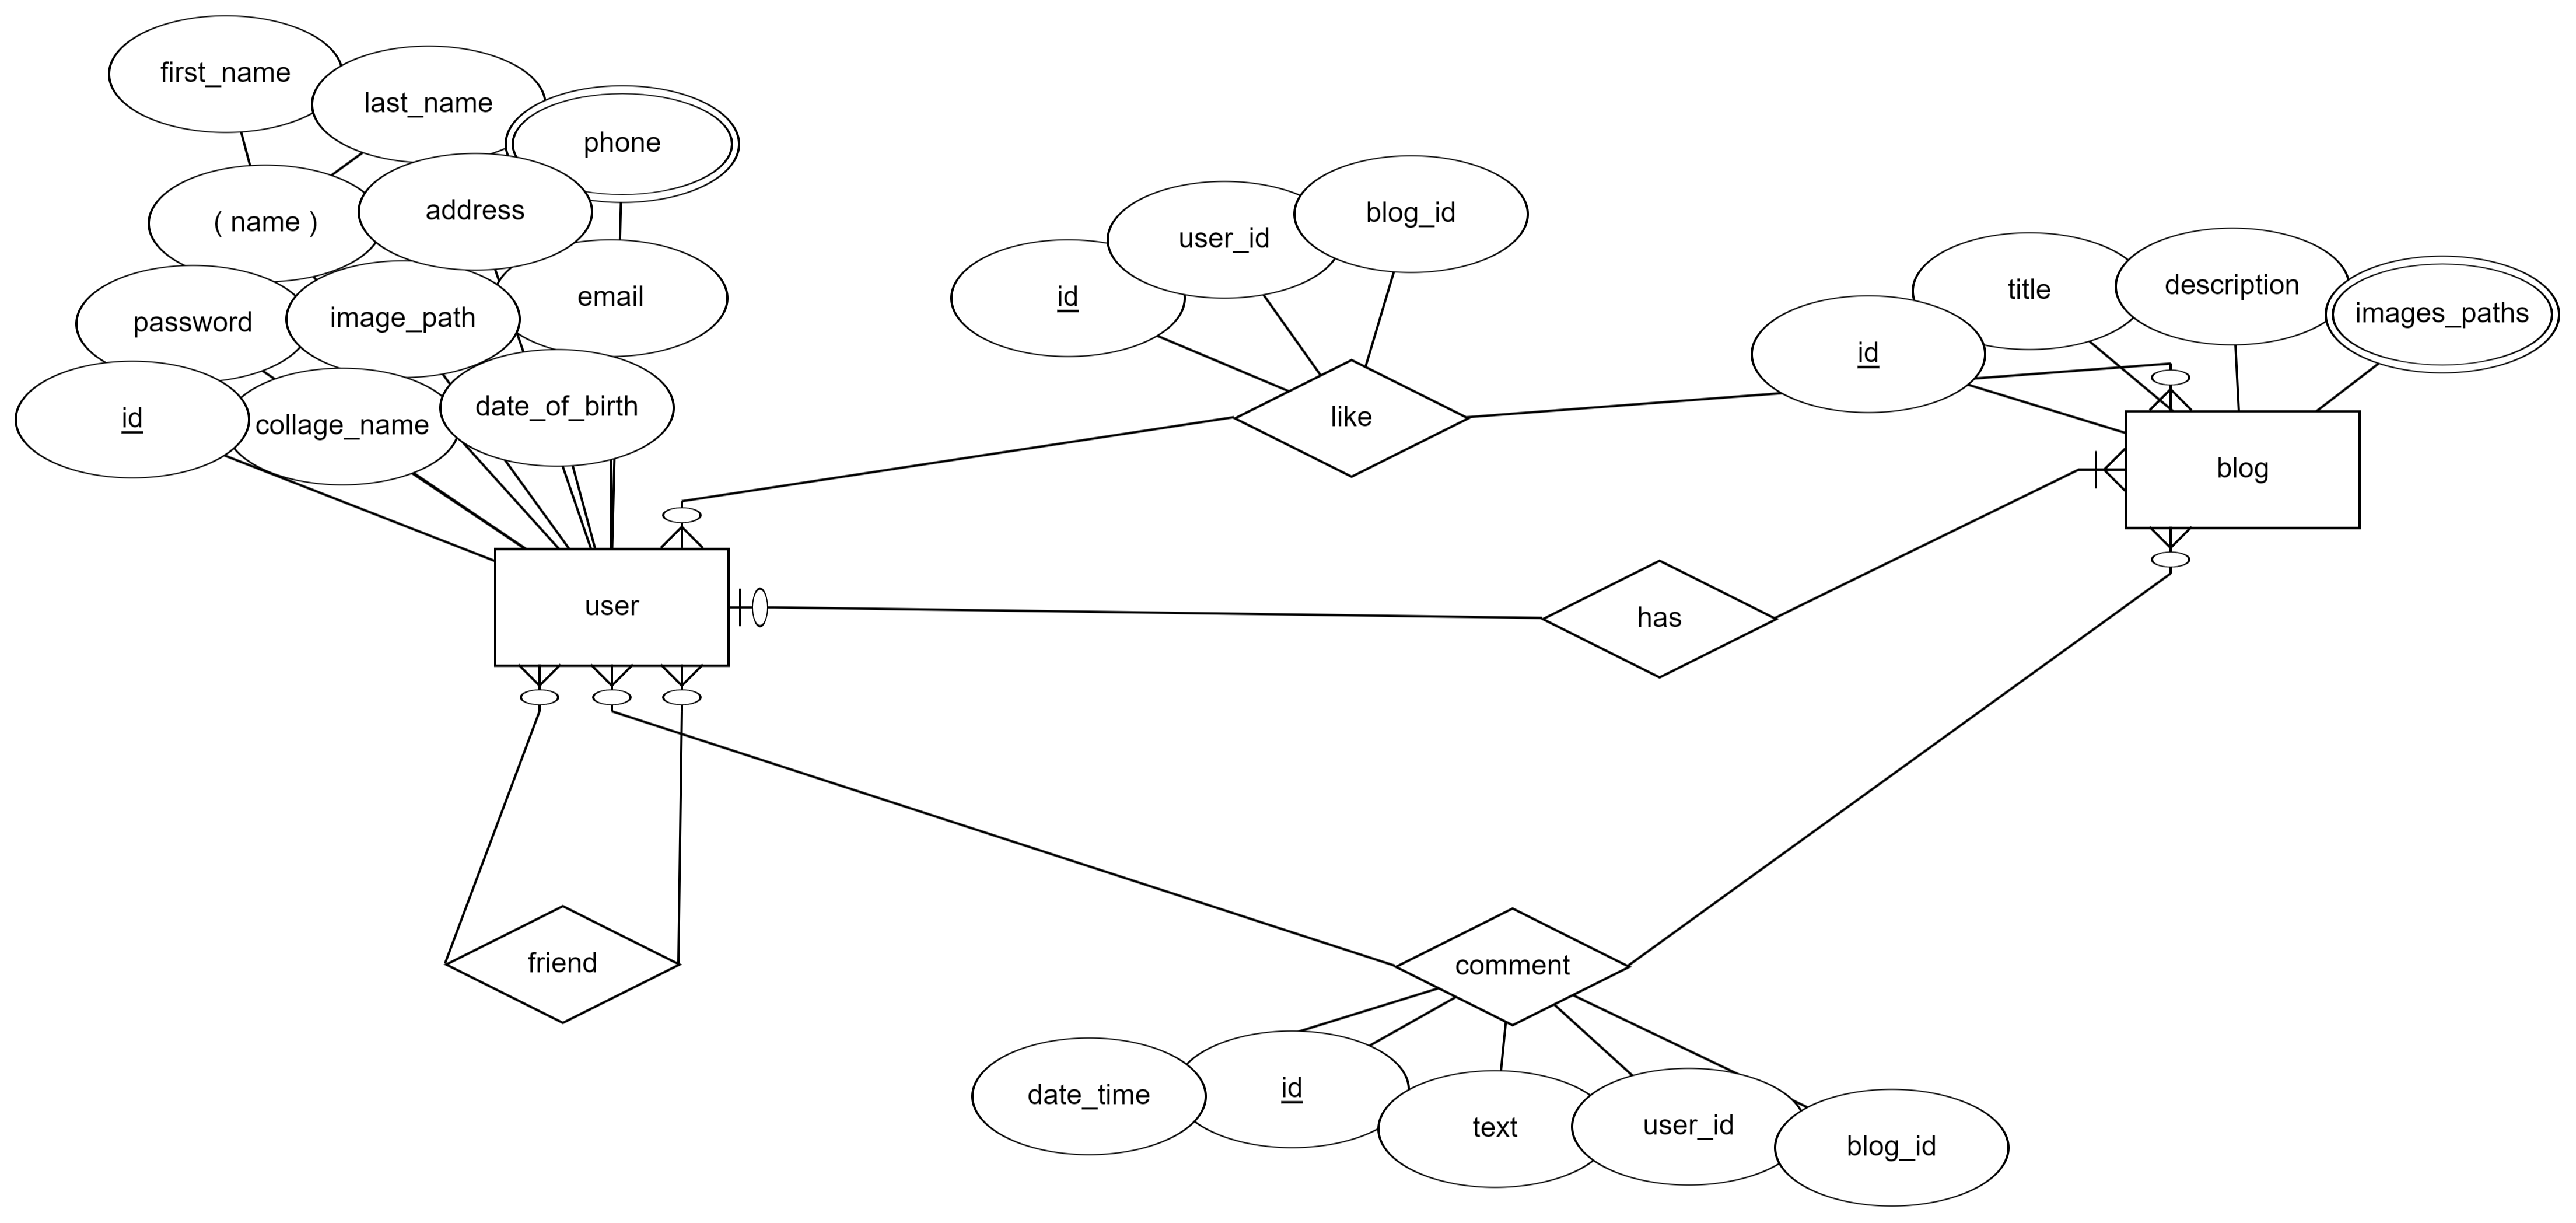 first_name
last_name
phone
( name )
address
password
image_path
email
id
collage_name
date_of_birth
user
id
user_id
blog_id
like
id
title
description
images_paths
blog
has
friend
comment
date_time
id
text
user_id
blog_id